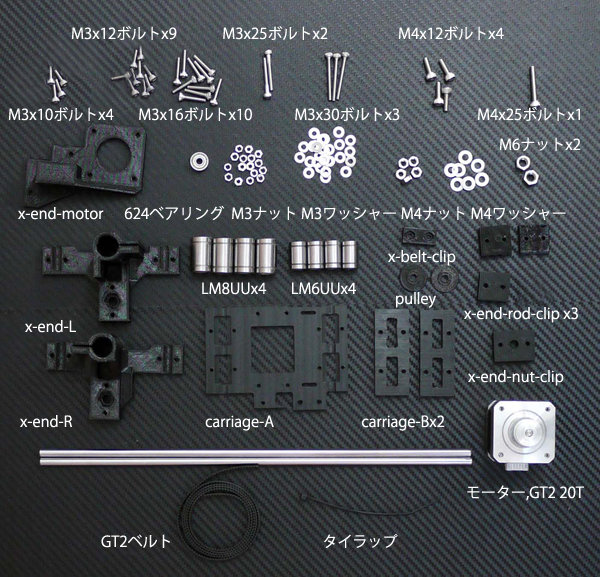 M3x12ボルトx9
M3x25ボルトx2
M4x12ボルトx4
M3x10ボルトx4
M3x16ボルトx10
M3x30ボルトx3
M4x25ボルトx1
M6ナットx2
x-end-motor
624ベアリング
M3ナット
M3ワッシャー
M4ナット
M4ワッシャー
x-belt-clip
LM8UUx4
LM6UUx4
pulley
x-end-rod-clip x3
x-end-L
x-end-nut-clip
x-end-R
carriage-A
carriage-Bx2
モーター,GT2 20T
GT2ベルト
タイラップ